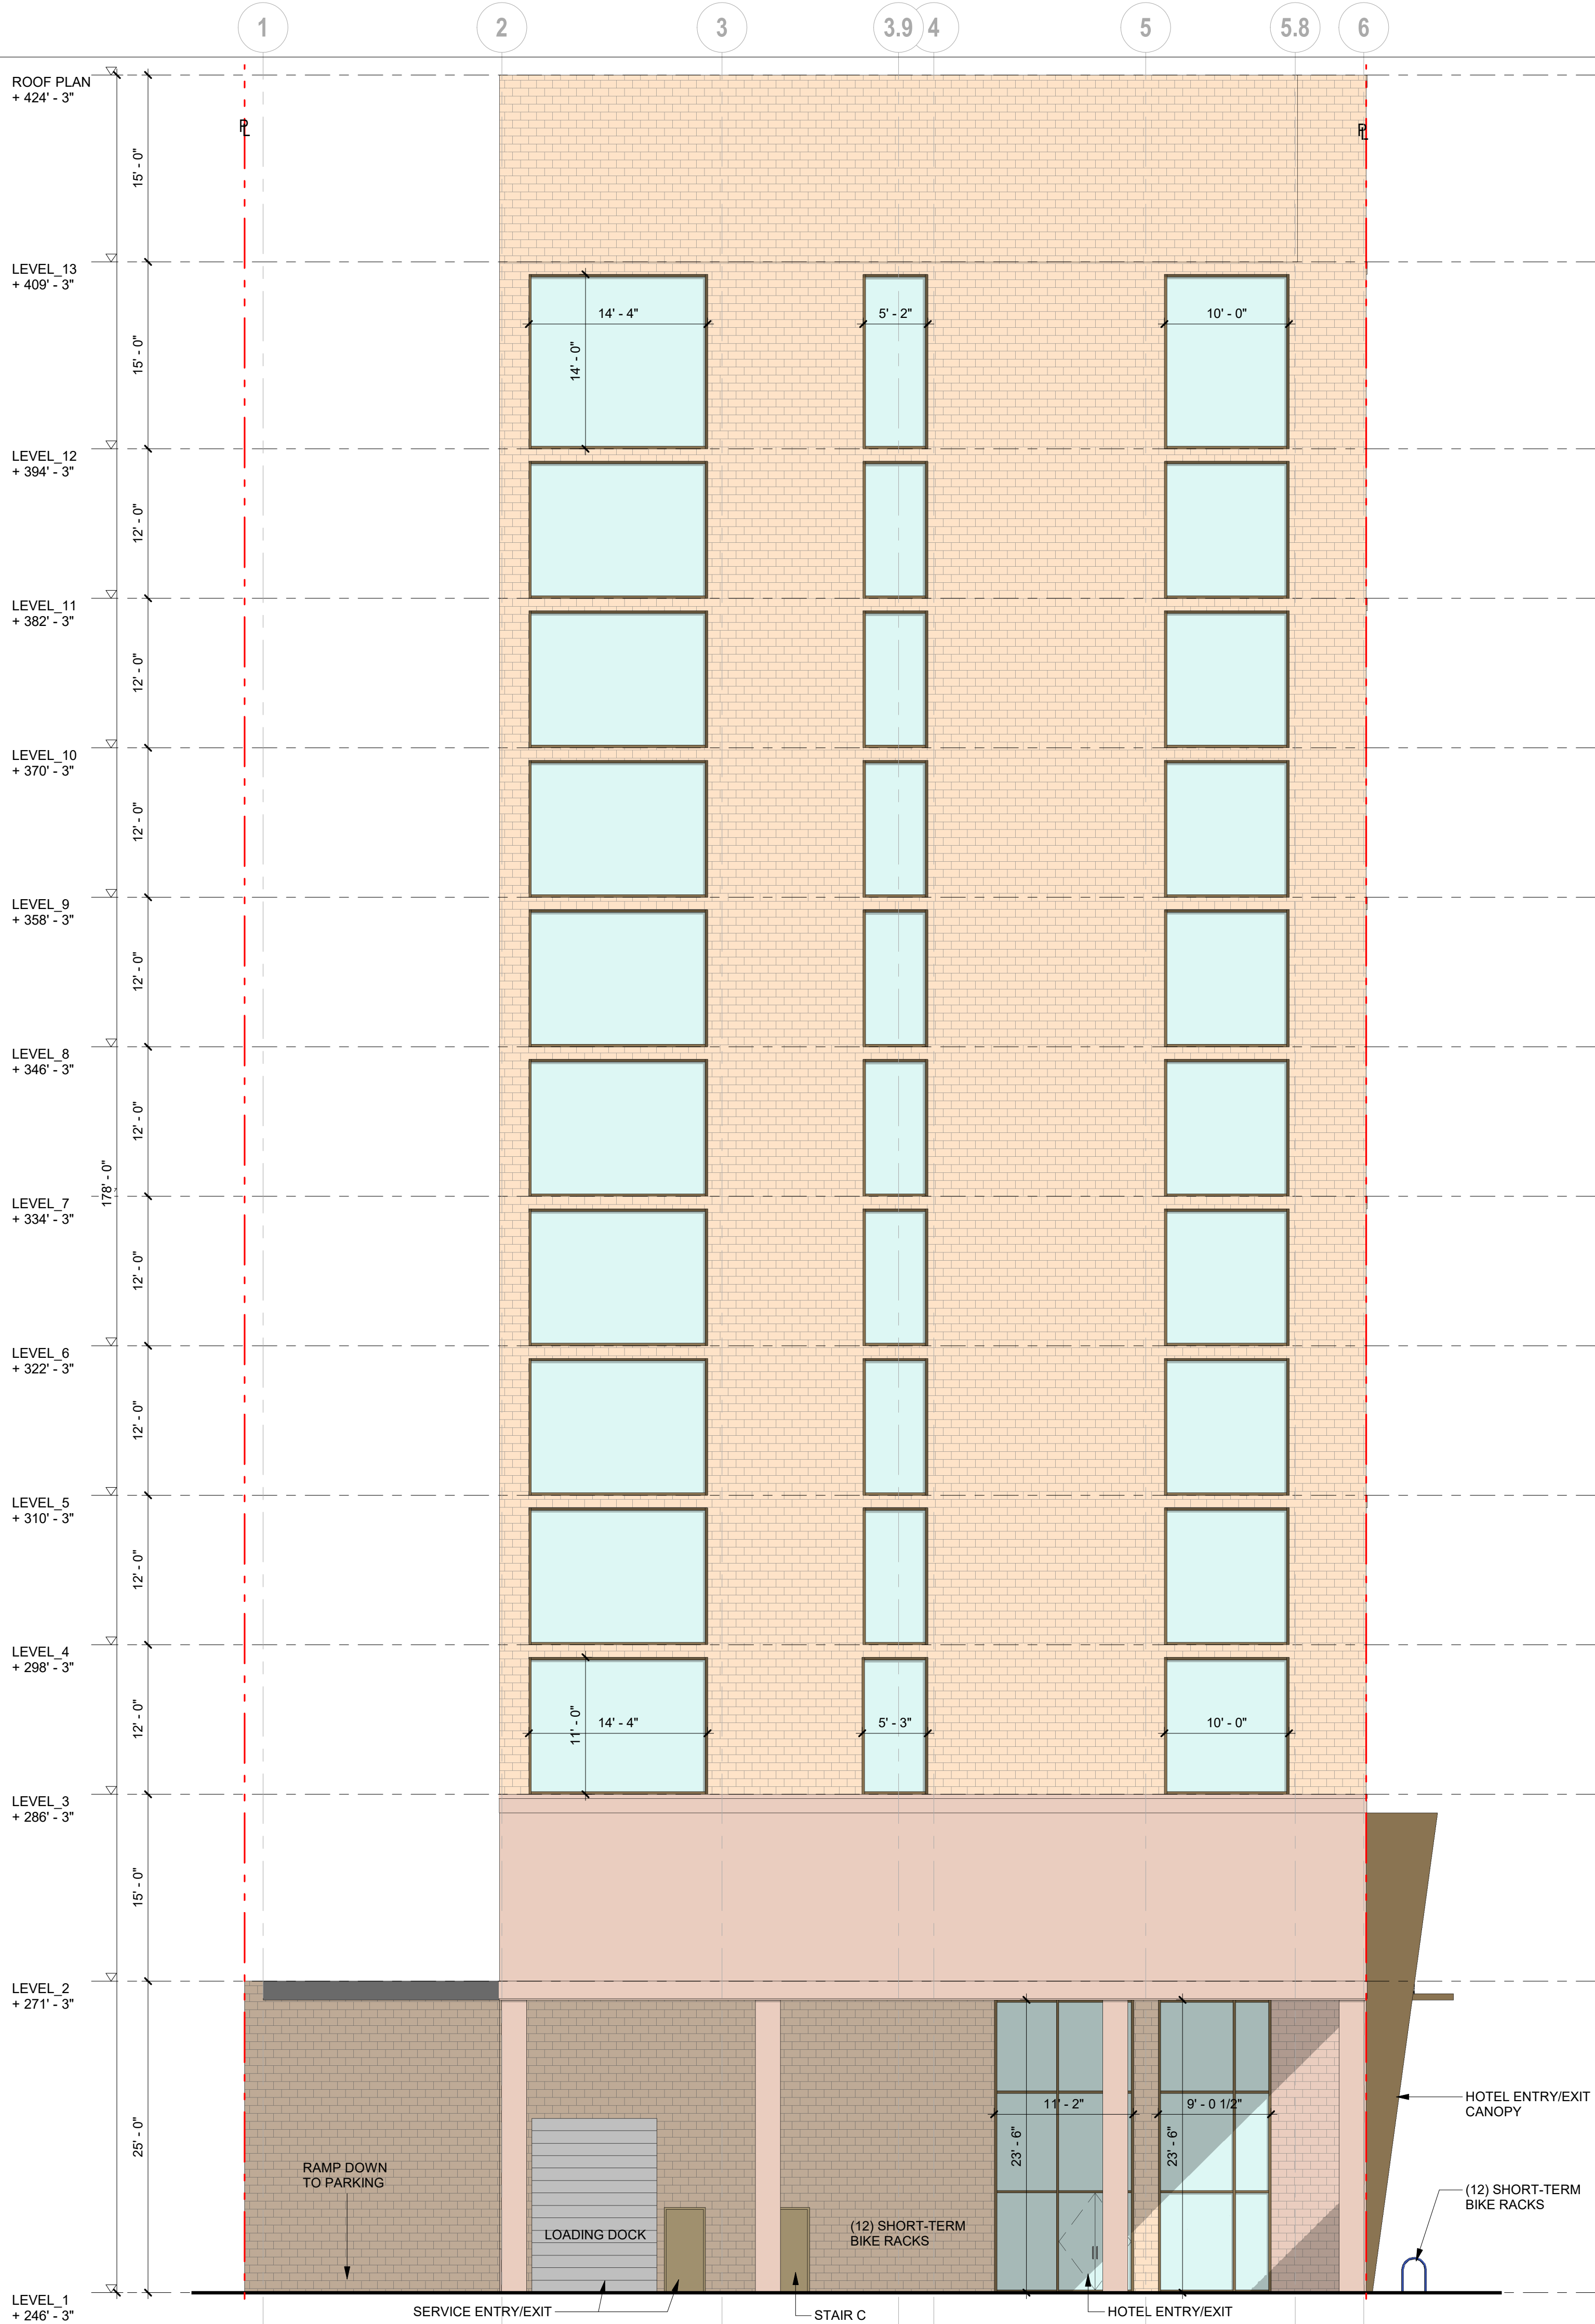 1
2
3
3.9
4
5
5.8
6
ROOF PLAN
+ 424' - 3"
PL
PL
15' - 0"
LEVEL_13
+ 409' - 3"
14' - 4"
5' - 2"
10' - 0"
14' - 0"
15' - 0"
LEVEL_12
+ 394' - 3"
12' - 0"
LEVEL_11
+ 382' - 3"
12' - 0"
LEVEL_10
+ 370' - 3"
12' - 0"
LEVEL_9
+ 358' - 3"
12' - 0"
LEVEL_8
+ 346' - 3"
12' - 0"
178' - 0"
LEVEL_7
+ 334' - 3"
12' - 0"
LEVEL_6
+ 322' - 3"
12' - 0"
LEVEL_5
+ 310' - 3"
12' - 0"
LEVEL_4
+ 298' - 3"
12' - 0"
11' - 0"
14' - 4"
5' - 3"
10' - 0"
LEVEL_3
+ 286' - 3"
15' - 0"
LEVEL_2
+ 271' - 3"
25' - 0"
11' - 2"
9' - 0 1/2"
23' - 6"
23' - 6"
HOTEL ENTRY/EXIT
CANOPY
RAMP DOWN
TO PARKING
LOADING DOCK
(12) SHORT-TERM
BIKE RACKS
(12) SHORT-TERM
BIKE RACKS
LEVEL_1
+ 246' - 3"
SERVICE ENTRY/EXIT
STAIR C
HOTEL ENTRY/EXIT